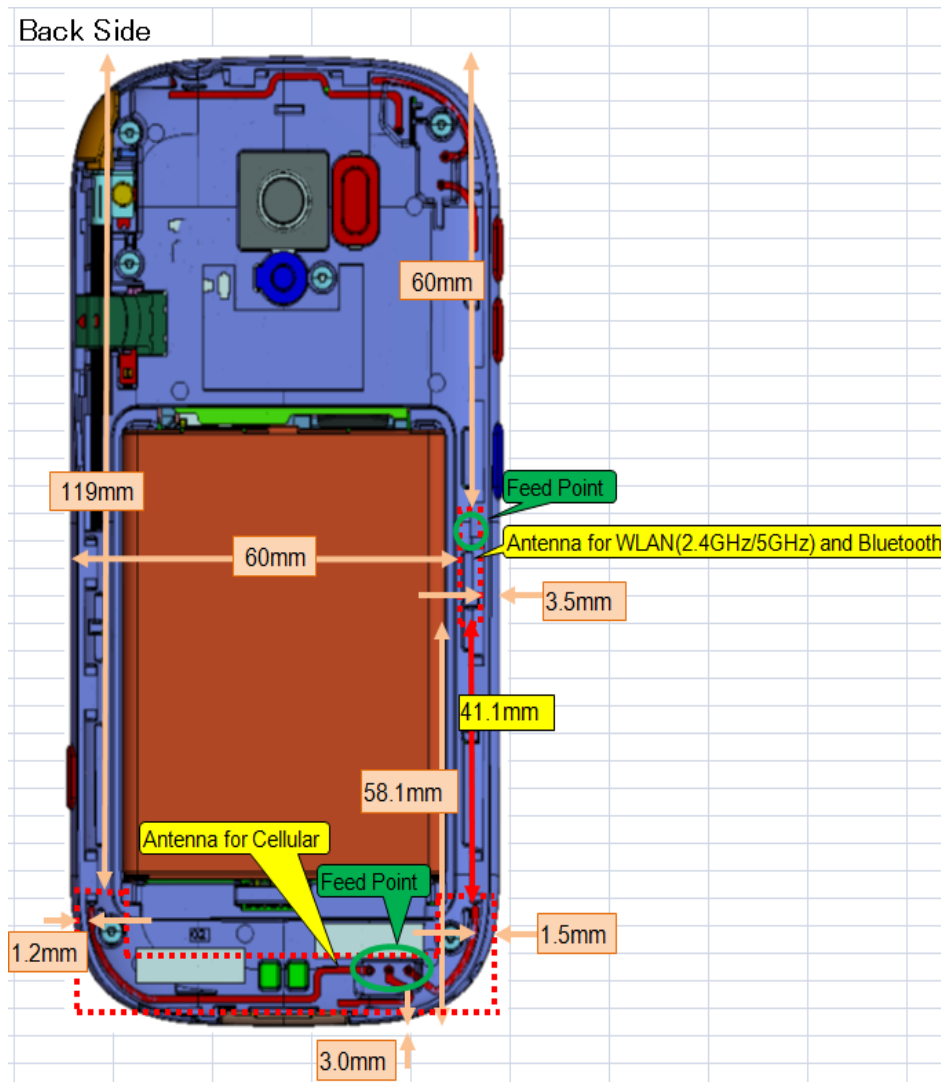 Back Side
60mm
119mm
Feed Point
60mm
Antenna for WLAN(2.4GHz/5GHz) and Bluetooth
3.5mm
41.1mm
58.1mm
Antenna for Cellular
Feed Point
1.2mm
1.5mm
3.0mm